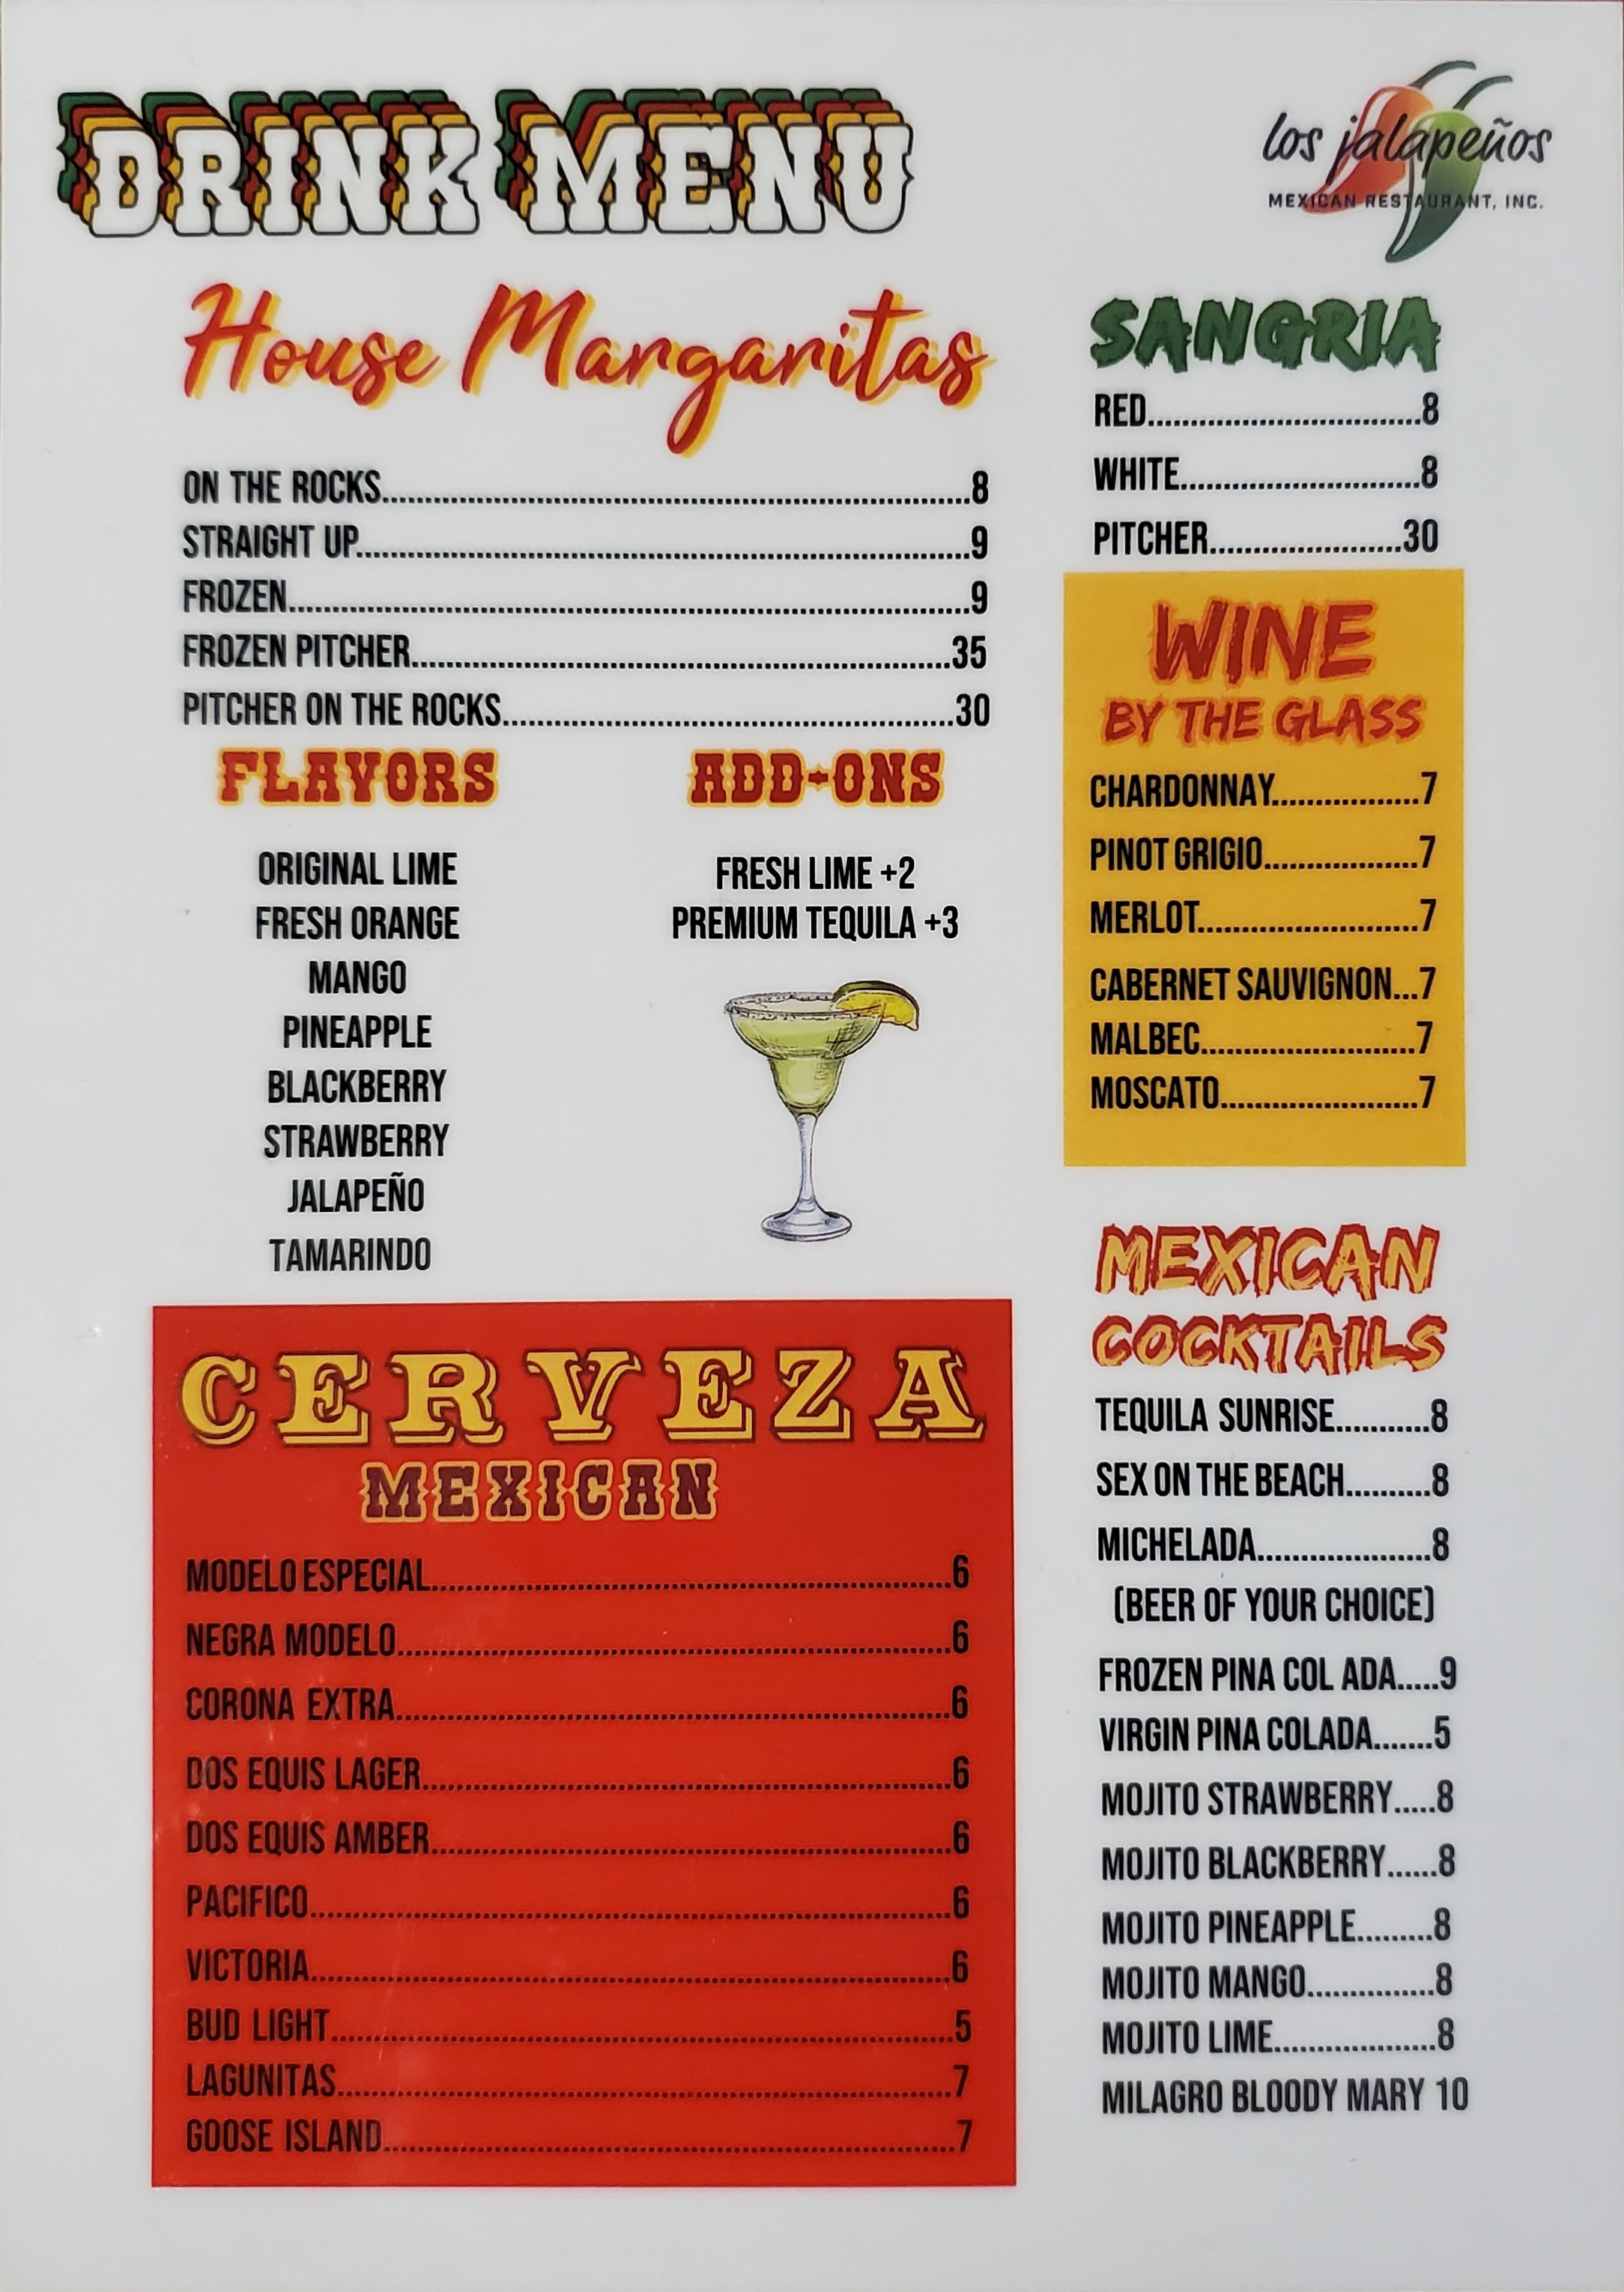 DRINK MENU
los jalapeños
MEXICAN RESTAURANT, INC.
House Margaritas
ON THE ROCKS........8
STRAIGHT UP........9
FROZEN........9
FROZEN PITCHER........35
PITCHER ON THE ROCKS........30
FLAVORS
ORIGINAL LIME
FRESH ORANGE
MANGO
PINEAPPLE
BLACKBERRY
STRAWBERRY
JALAPEÑO
TAMARINDO
ADD-ONS
FRESH LIME +2
PREMIUM TEQUILA +3
CERVEZA
MEXICAN
MODELO ESPECIAL........6
NEGRA MODELO........6
CORONA EXTRA........6
DOS EQUIS LAGER........6
DOS EQUIS AMBER........6
PACIFICO........6
VICTORIA........6
BUD LIGHT........5
LAGUNITAS........7
GOOSE ISLAND........7
SANGRIA
RED........8
WHITE........8
PITCHER........30
WINE
BY THE GLASS
CHARDONNAY........7
PINOT GRIGIO........7
MERLOT........7
CABERNET SAUVIGNON...7
MALBEC........7
MOSCATO........7
MEXICAN
COCKTAILS
TEQUILA SUNRISE........8
SEX ON THE BEACH........8
MICHELADA........8
(BEER OF YOUR CHOICE)
FROZEN PINA COL ADA.....9
VIRGIN PINA COLADA.......5
MOJITO STRAWBERRY.....8
MOJITO BLACKBERRY......8
MOJITO PINEAPPLE.........8
MOJITO MANGO........8
MOJITO LIME........8
MILAGRO BLOODY MARY 10